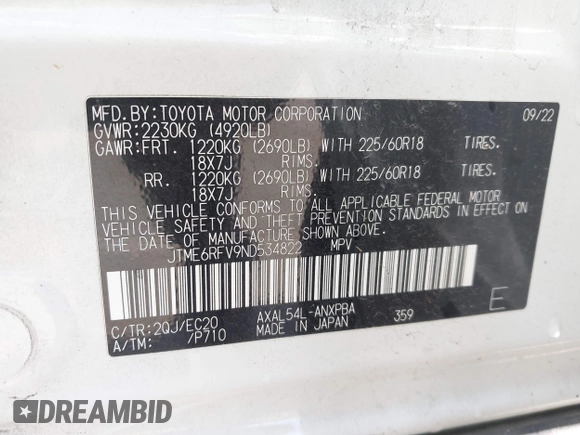 MFD.BY:TOYOTA MOTOR CORPORATION 09/22
GVWR:2230KG (4920LB)
GAWR:FRT. 1220KG (2690LB) WITH 225/60R18 TIRES.
18X7J RIMS.
RR. 1220KG (2690LB) WITH 225/60R18 TIRES.
18X7J RIMS.
THIS VEHICLE CONFORMS TO ALL APPLICABLE FEDERAL MOTOR
VEHICLE SAFETY AND THEFT PREVENTION STANDARDS IN EFFECT ON
THE DATE OF MANUFACTURE SHOWN ABOVE.
JTME6RFV9ND534822 MPV
C/TR:2QJ/EC20 AXAL54L-ANXPBA 359 E
A/TM: /P710 MADE IN JAPAN
DREAMBID